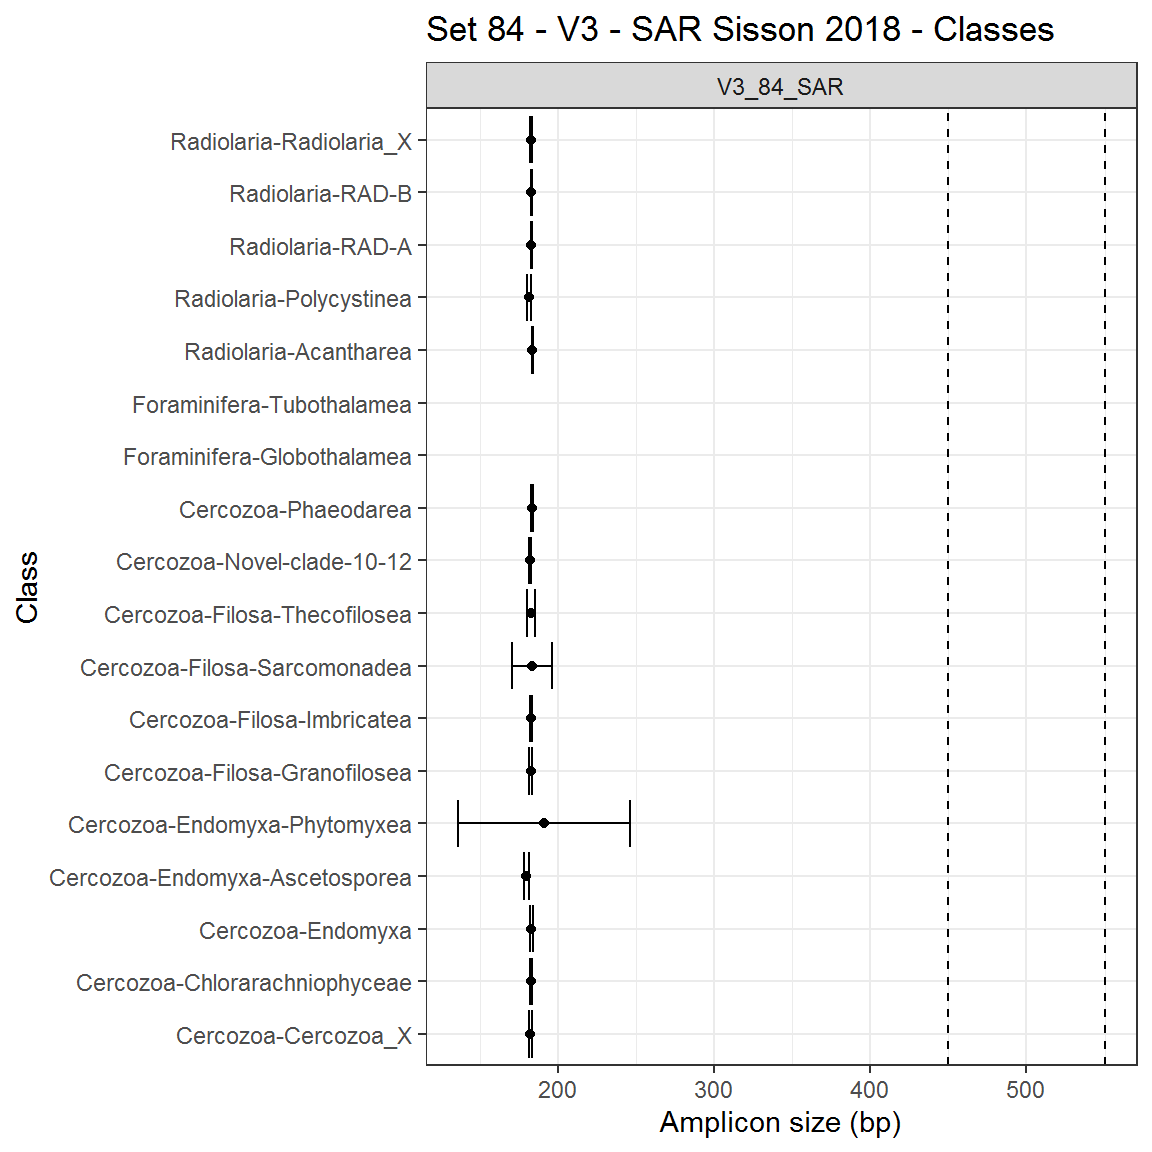 Set 84 - V3 - SAR Sisson 2018 - Classes
V3_84_SAR
Radiolaria-Radiolaria_X
Radiolaria-RAD-B
Radiolaria-RAD-A
Radiolaria-Polycystinea
Radiolaria-Acantharea
Foraminifera-Tubothalamea
Foraminifera-Globothalamea
Cercozoa-Phaeodarea
Cercozoa-Novel-clade-10-12
Cercozoa-Filosa-Thecofilosea
Cercozoa-Filosa-Sarcomonadea
Cercozoa-Filosa-Imbricatea
Cercozoa-Filosa-Granofilosea
Cercozoa-Endomyxa-Phytomyxea
Cercozoa-Endomyxa-Ascetosporea
Cercozoa-Endomyxa
Cercozoa-Chlorarachniophyceae
Cercozoa-Cercozoa_X
Class
200 300 400 500
Amplicon size (bp)